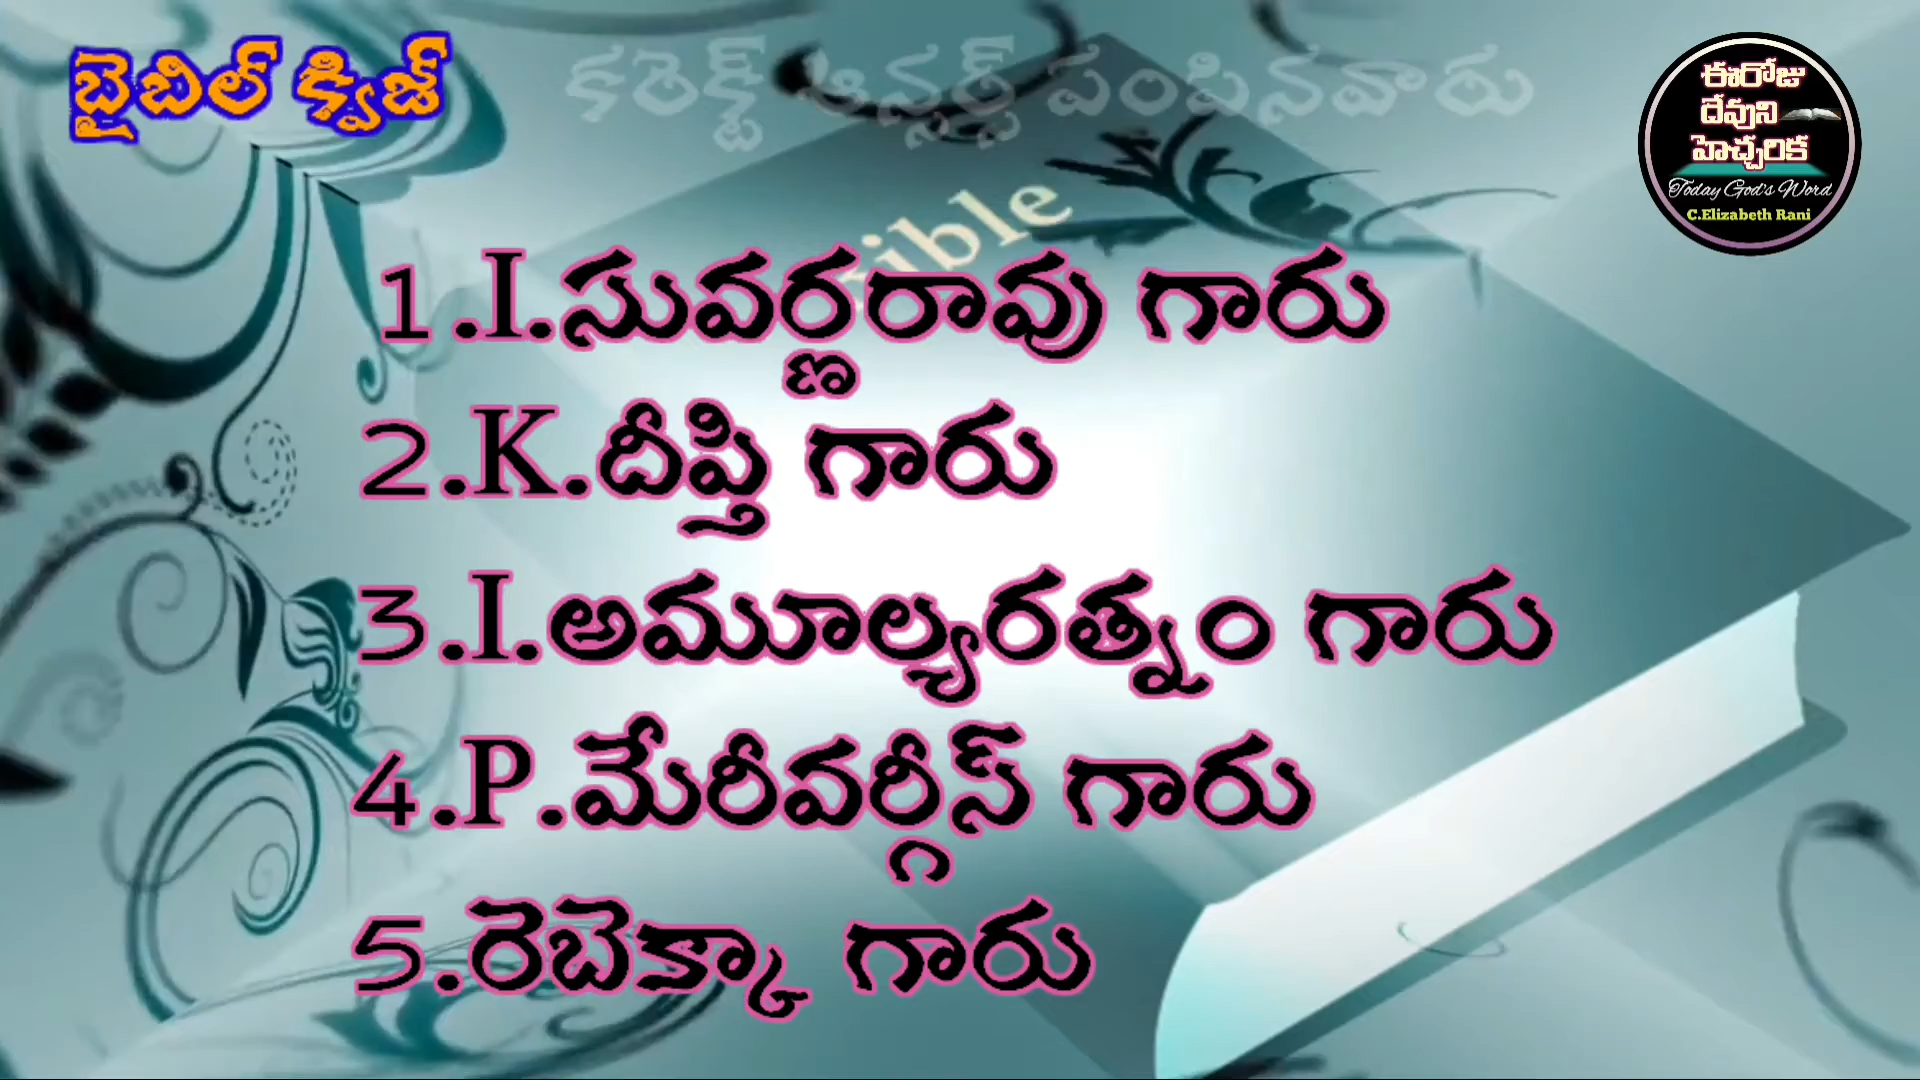 బైబిల్ క్విజ్
కరెక్ట్ ఆన్సర్స్ పంపినవారు
ఈరోజు
దేవుని
హెచ్చరిక
Today God's Word
C.Elizabeth Rani
ible
1.I.సువర్ణరావు గారు
2.K.దీప్తి గారు
3.I.అమూల్యరత్నం గారు
4.P.మేరీవర్గీస్ గారు
5.రెబెక్కా గారు